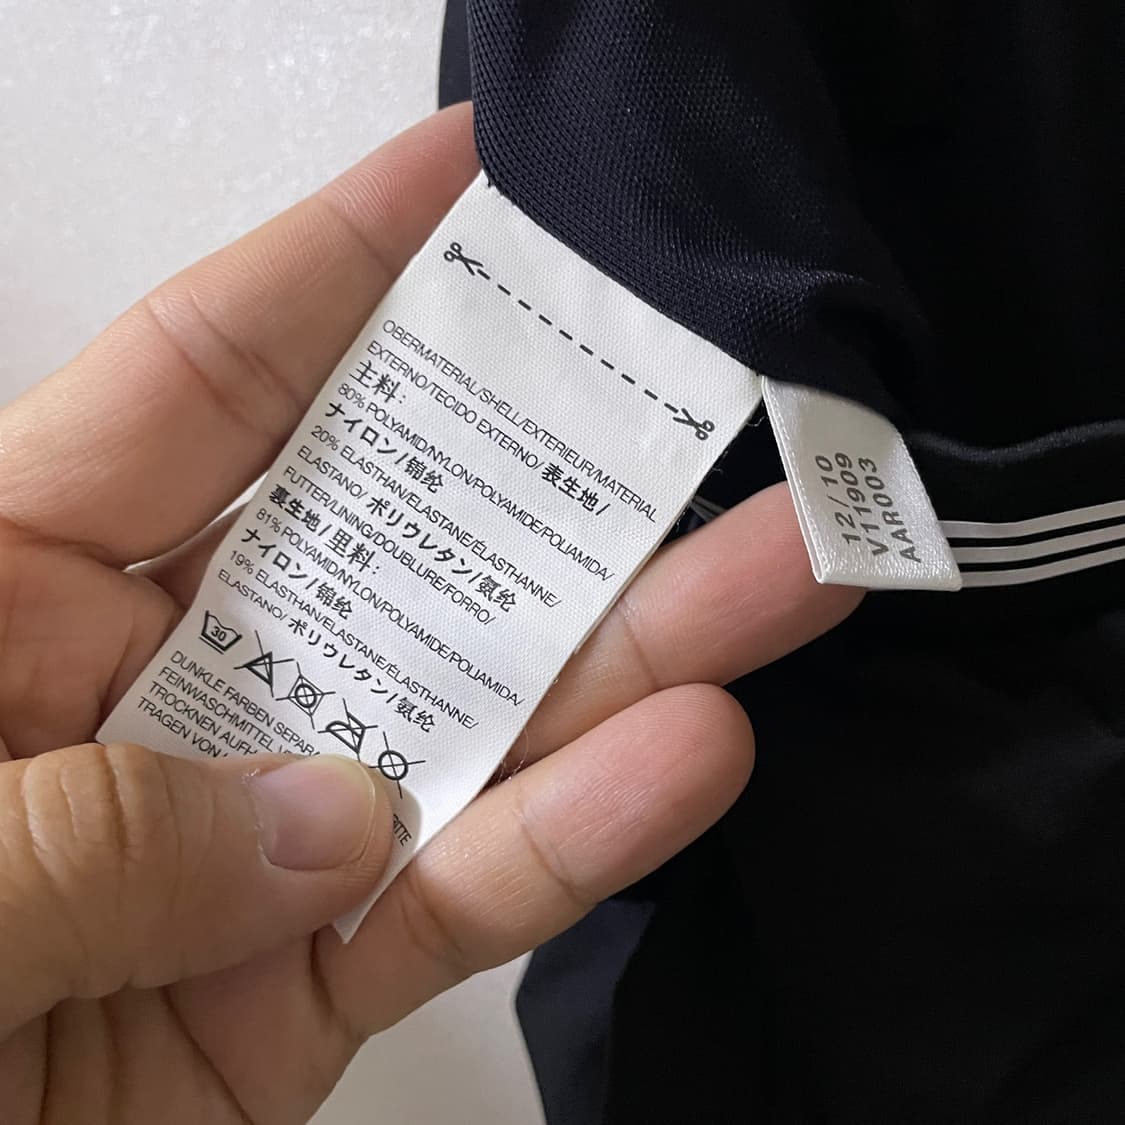 OBERMATERIAL/SHELL/EXTERIEUR/MATERIAL
EXTERNO/TECIDO EXTERNO/表生地/
主料:
80% POLYAMID/NYLON/POLYAMIDE/POLIAMIDA/
ナイロン/锦纶
20% ELASTHAN/ELASTANE/ÉLASTHANNE/
ELASTANO/ ポリウレタン/氨纶
FUTTER/LINING/DOUBLURE/FORRO/
裏生地/里料:
81% POLYAMID/NYLON/POLYAMIDE/POLIAMIDA/
ナイロン/锦纶
19% ELASTHAN/ELASTANE/ÉLASTHANNE/
ELASTANO/ ポリウレタン/氨纶
30
DUNKLE FARBEN
FEINWASCHMITTEL
TROCKNEN
TRAGEN VON
12/10
V11909
AAR003